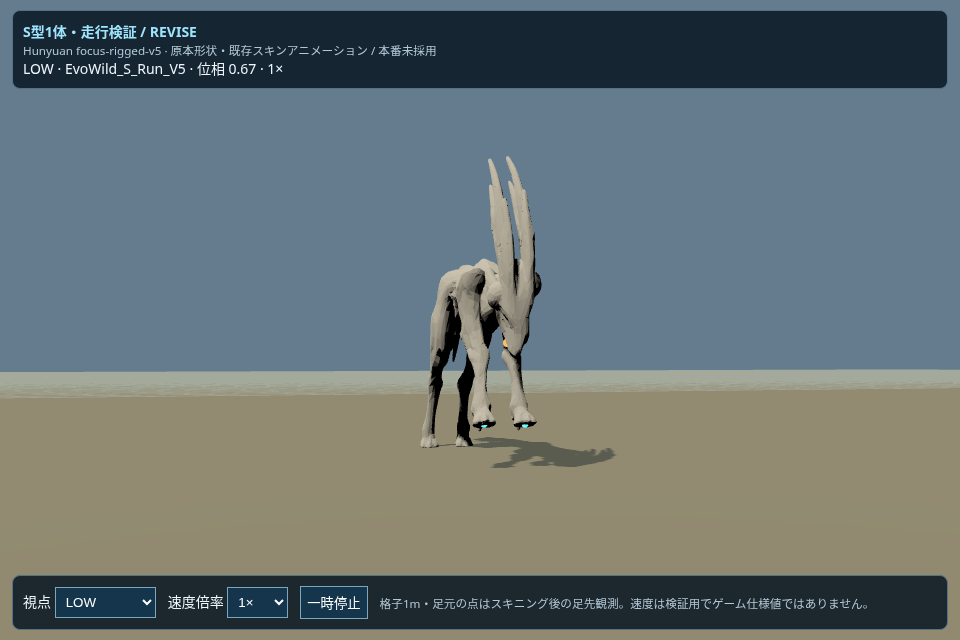 S型1体・走行検証 / REVISE
Hunyuan focus-rigged-v5 · 原本形状・既存スキンアニメーション / 本番未採用
LOW · EvoWild_S_Run_V5 · 位相 0.67 · 1×
視点 LOW 速度倍率 1× 一時停止 格子1m・足元の点はスキニング後の足先観測。速度は検証用でゲーム仕様値ではありません。